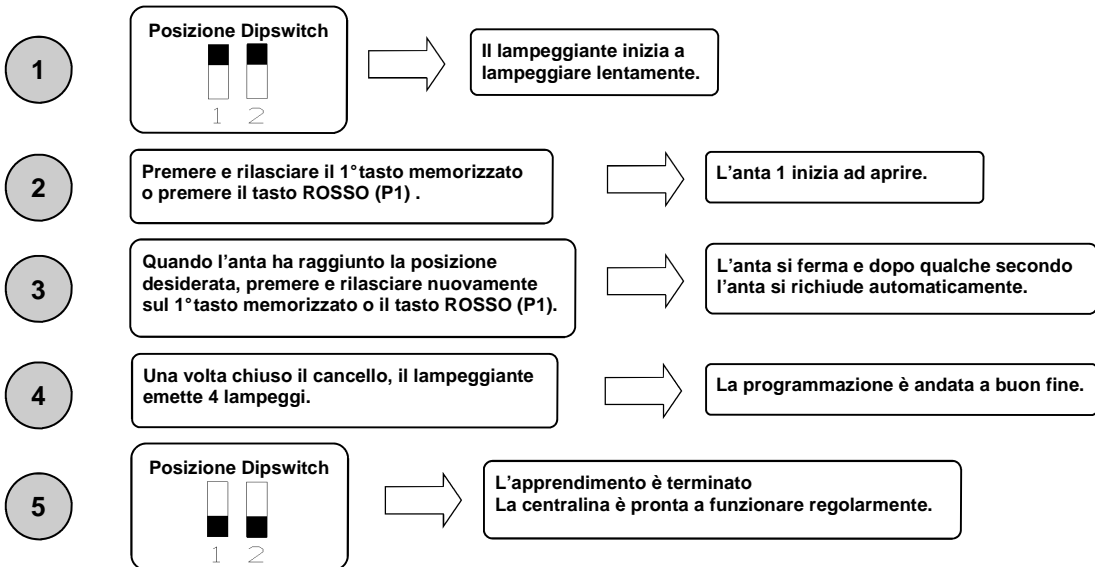 1
Posizione Dipswitch
1 2
Il lampeggiante inizia a
lampeggiare lentamente.
2
Premere e rilasciare il 1° tasto memorizzato
o premere il tasto ROSSO (P1) .
L'anta 1 inizia ad aprire.
3
Quando l'anta ha raggiunto la posizione
desiderata, premere e rilasciare nuovamente
sul 1° tasto memorizzato o il tasto ROSSO (P1).
L'anta si ferma e dopo qualche secondo
l'anta si richiude automaticamente.
4
Una volta chiuso il cancello, il lampeggiante
emette 4 lampeggi.
La programmazione è andata a buon fine.
5
Posizione Dipswitch
1 2
L'apprendimento è terminato
La centralina è pronta a funzionare regolarmente.